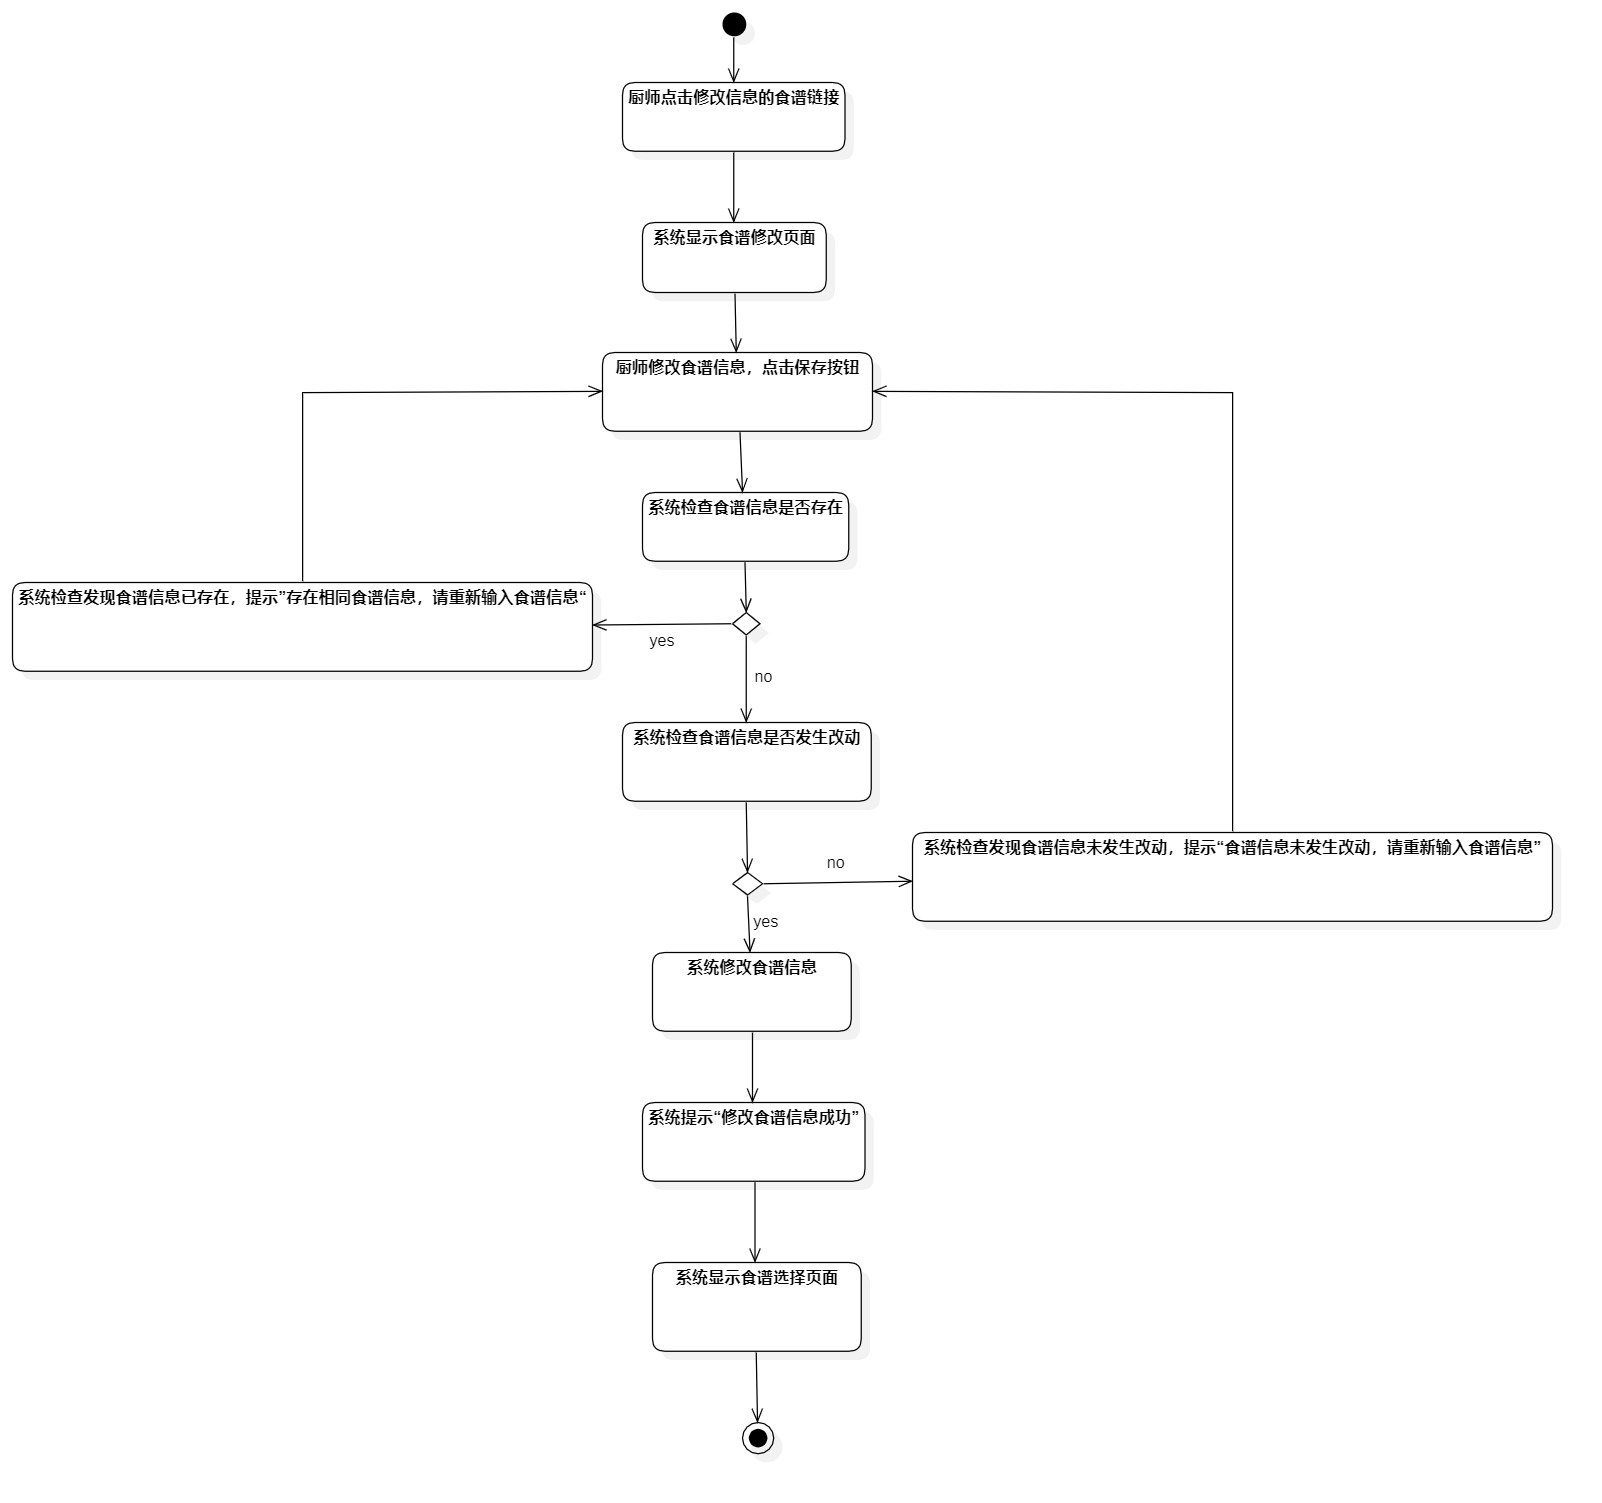 厨师点击修改信息的食谱链接
系统显示食谱修改页面
厨师修改食谱信息，点击保存按钮
系统检查食谱信息是否存在
系统检查发现食谱信息已存在，提示”存在相同食谱信息，请重新输入食谱信息“
yes
no
系统检查食谱信息是否发生改动
系统检查发现食谱信息未发生改动，提示“食谱信息未发生改动，请重新输入食谱信息”
no
yes
系统修改食谱信息
系统提示“修改食谱信息成功”
系统显示食谱选择页面